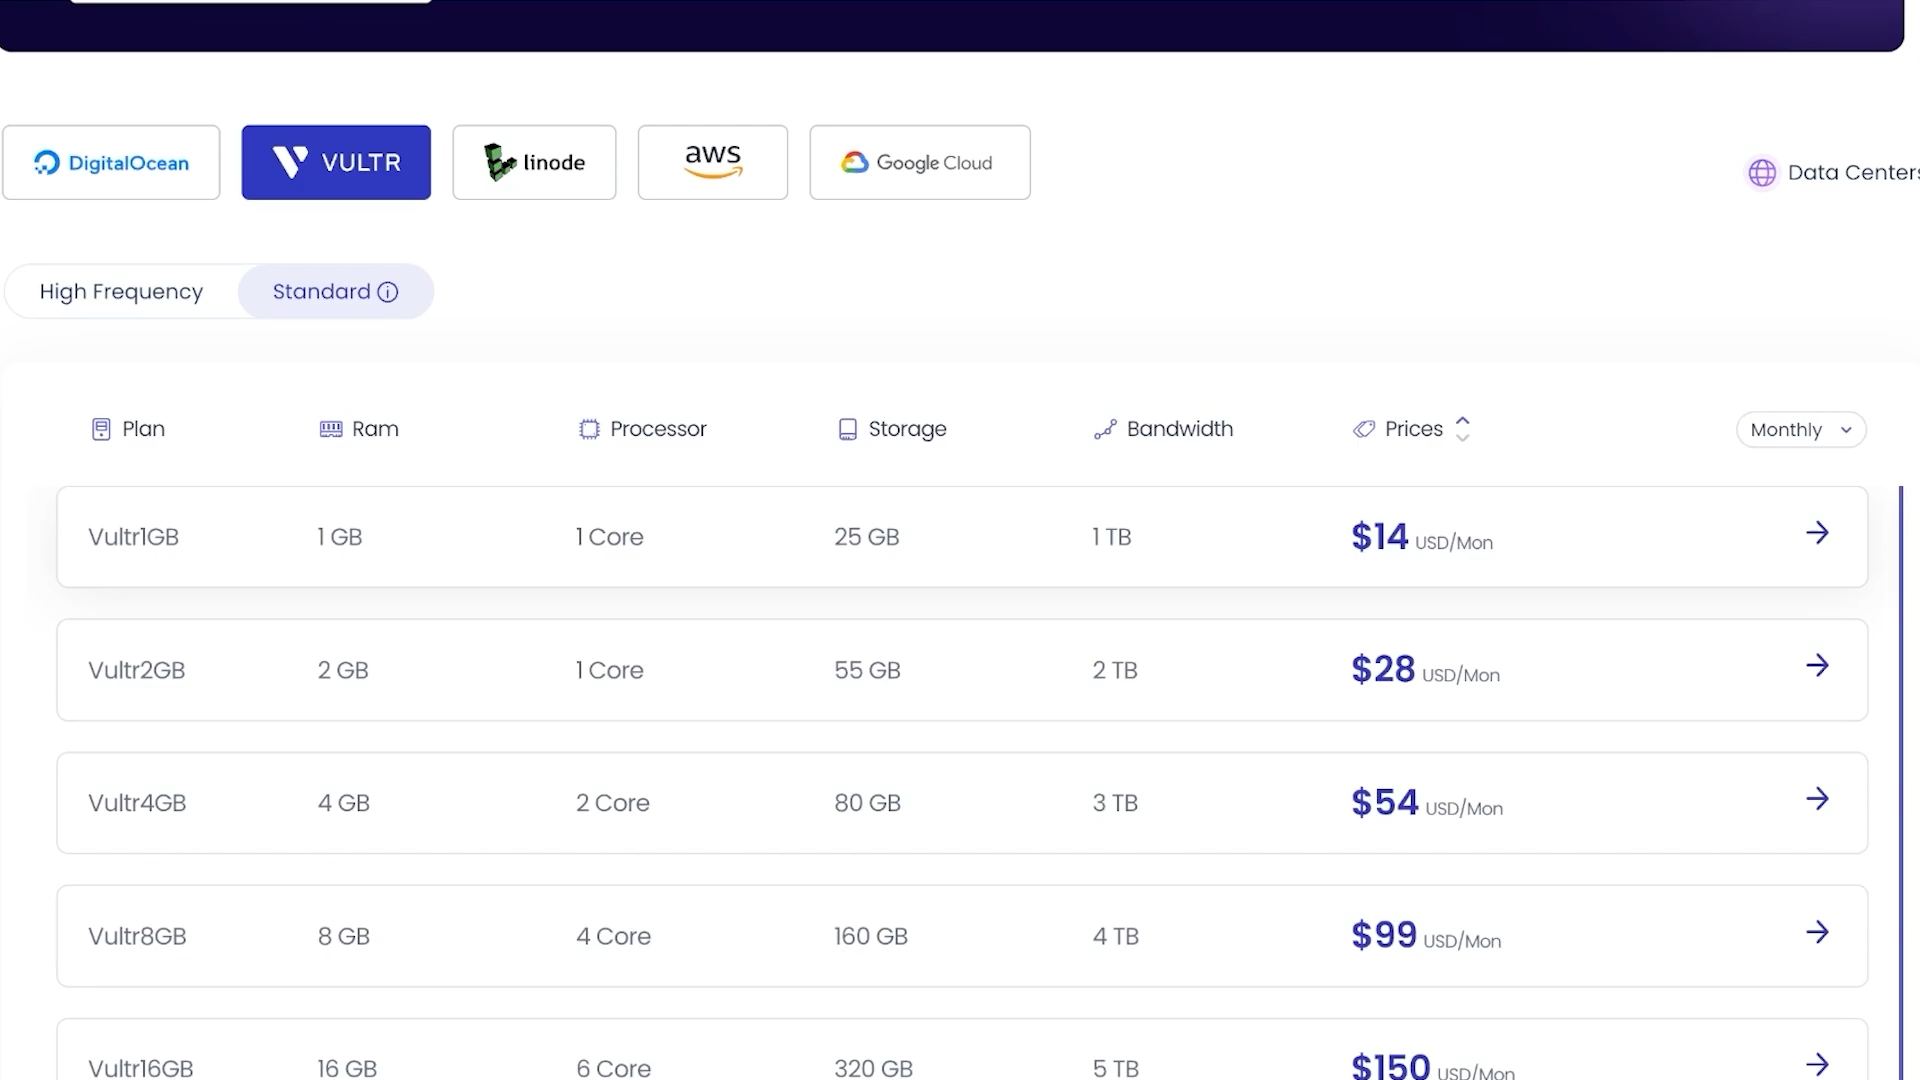 DigitalOcean VULTR linode aws Google Cloud Data Centers
High Frequency Standard
Plan Ram Processor Storage Bandwidth Prices Monthly
Vultr1GB 1 GB 1 Core 25 GB 1 TB $14 USD/Mon
Vultr2GB 2 GB 1 Core 55 GB 2 TB $28 USD/Mon
Vultr4GB 4 GB 2 Core 80 GB 3 TB $54 USD/Mon
Vultr8GB 8 GB 4 Core 160 GB 4 TB $99 USD/Mon
Vultr16GB 16 GB 6 Core 320 GB 5 TB $150 USD/Mon